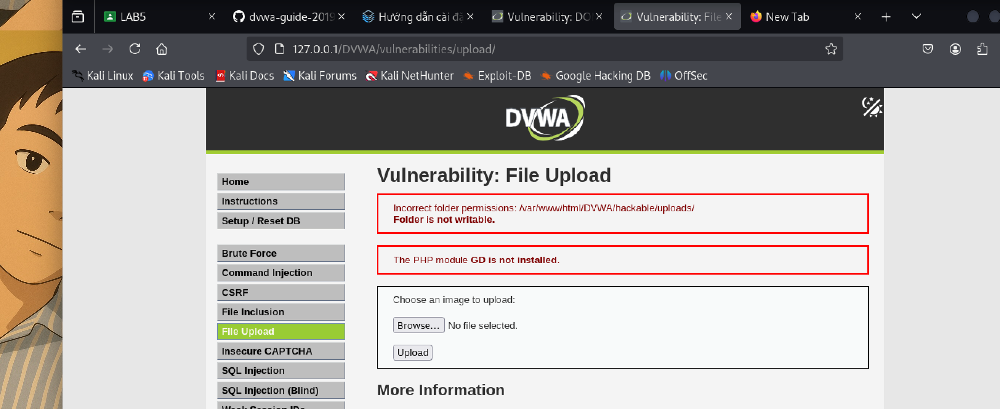 LAB5
dvwa-guide-2019
Hướng dẫn cài đặ
Vulnerability: DO
Vulnerability: File
New Tab
127.0.0.1/DVWA/vulnerabilities/upload/
Kali Linux
Kali Tools
Kali Docs
Kali Forums
Kali NetHunter
Exploit-DB
Google Hacking DB
OffSec
DVWA
Home
Instructions
Setup / Reset DB
Brute Force
Command Injection
CSRF
File Inclusion
File Upload
Insecure CAPTCHA
SQL Injection
SQL Injection (Blind)
Weak Session IDs
Vulnerability: File Upload
Incorrect folder permissions: /var/www/html/DVWA/hackable/uploads/
Folder is not writable.
The PHP module GD is not installed.
Choose an image to upload:
Browse... No file selected.
Upload
More Information